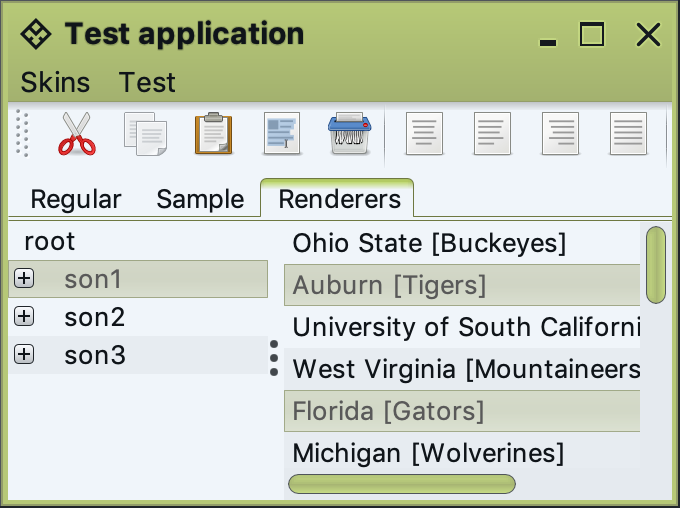 Test application
Skins Test
Regular Sample Renderers
root
son1
son2
son3
Ohio State [Buckeyes]
Auburn [Tigers]
University of South Californi
West Virginia [Mountaineers
Florida [Gators]
Michigan [Wolverines]